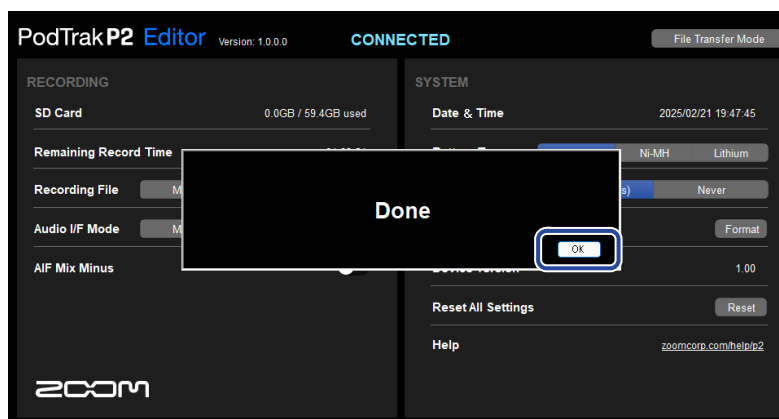 PodTrak P2 Editor Version: 1.0.0.0 CONNECTED File Transfer Mode
RECORDING
SD Card 0.0GB / 59.4GB used
Remaining Record Time
Recording File
Audio I/F Mode
AIF Mix Minus
SYSTEM
Date & Time 2025/02/21 19:47:45
Ni-MH Lithium
Never
Format
Device Version 1.00
Reset All Settings Reset
Help zoomcorp.com/help/p2
Done
OK
ZOOM